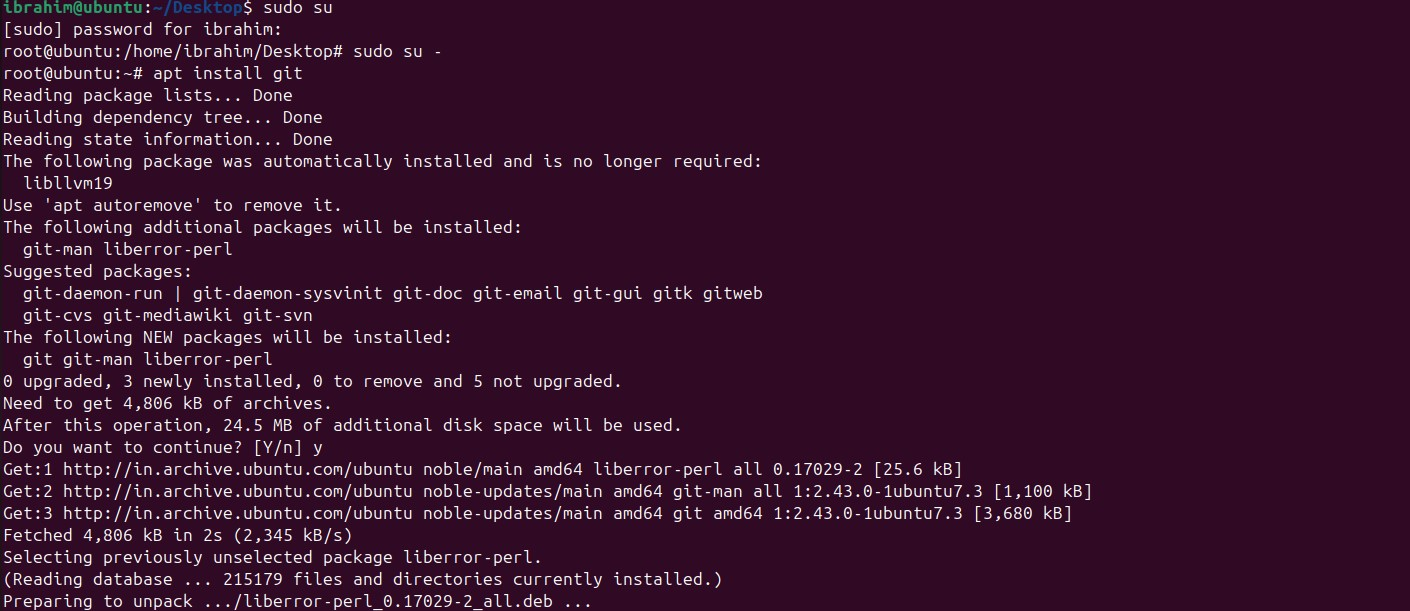 ibrahim@ubuntu:~/Desktop$ sudo su
[sudo] password for ibrahim:
root@ubuntu:/home/ibrahim/Desktop# sudo su -
root@ubuntu:~# apt install git
Reading package lists... Done
Building dependency tree... Done
Reading state information... Done
The following package was automatically installed and is no longer required:
  libllvm19
Use 'apt autoremove' to remove it.
The following additional packages will be installed:
  git-man liberror-perl
Suggested packages:
  git-daemon-run | git-daemon-sysvinit git-doc git-email git-gui gitk gitweb
  git-cvs git-mediawiki git-svn
The following NEW packages will be installed:
  git git-man liberror-perl
0 upgraded, 3 newly installed, 0 to remove and 5 not upgraded.
Need to get 4,806 kB of archives.
After this operation, 24.5 MB of additional disk space will be used.
Do you want to continue? [Y/n] y
Get:1 http://in.archive.ubuntu.com/ubuntu noble/main amd64 liberror-perl all 0.17029-2 [25.6 kB]
Get:2 http://in.archive.ubuntu.com/ubuntu noble-updates/main amd64 git-man all 1:2.43.0-1ubuntu7.3 [1,100 kB]
Get:3 http://in.archive.ubuntu.com/ubuntu noble-updates/main amd64 git amd64 1:2.43.0-1ubuntu7.3 [3,680 kB]
Fetched 4,806 kB in 2s (2,345 kB/s)
Selecting previously unselected package liberror-perl.
(Reading database ... 215179 files and directories currently installed.)
Preparing to unpack .../liberror-perl_0.17029-2_all.deb ...